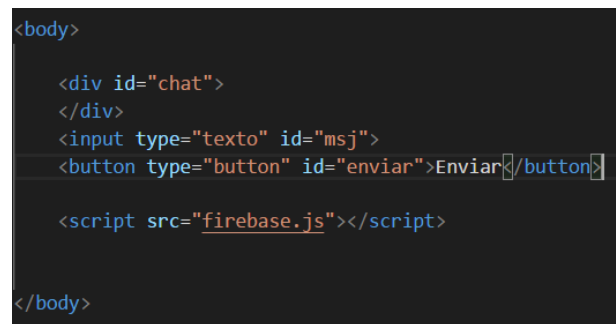 <body>
<div id="chat">
</div>
<input type="texto" id="msj">
<button type="button" id="enviar">Enviar</button>
<script src="firebase.js"></script>
</body>